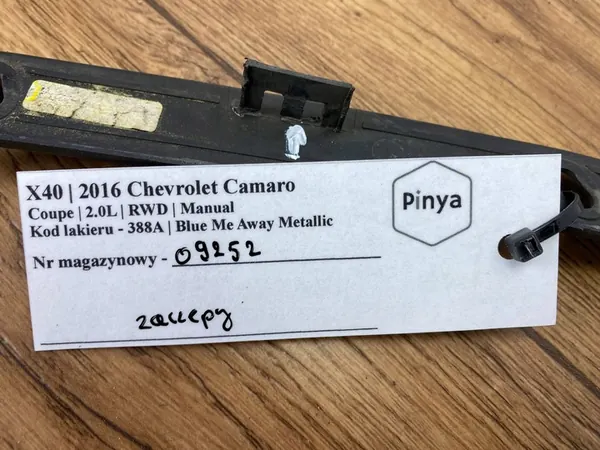 X40 | 2016 Chevrolet Camaro
Coupe | 2.0L | RWD | Manual
Kod lakieru - 388A | Blue Me Away Metallic
Nr magazynowy - 09252
Pinya